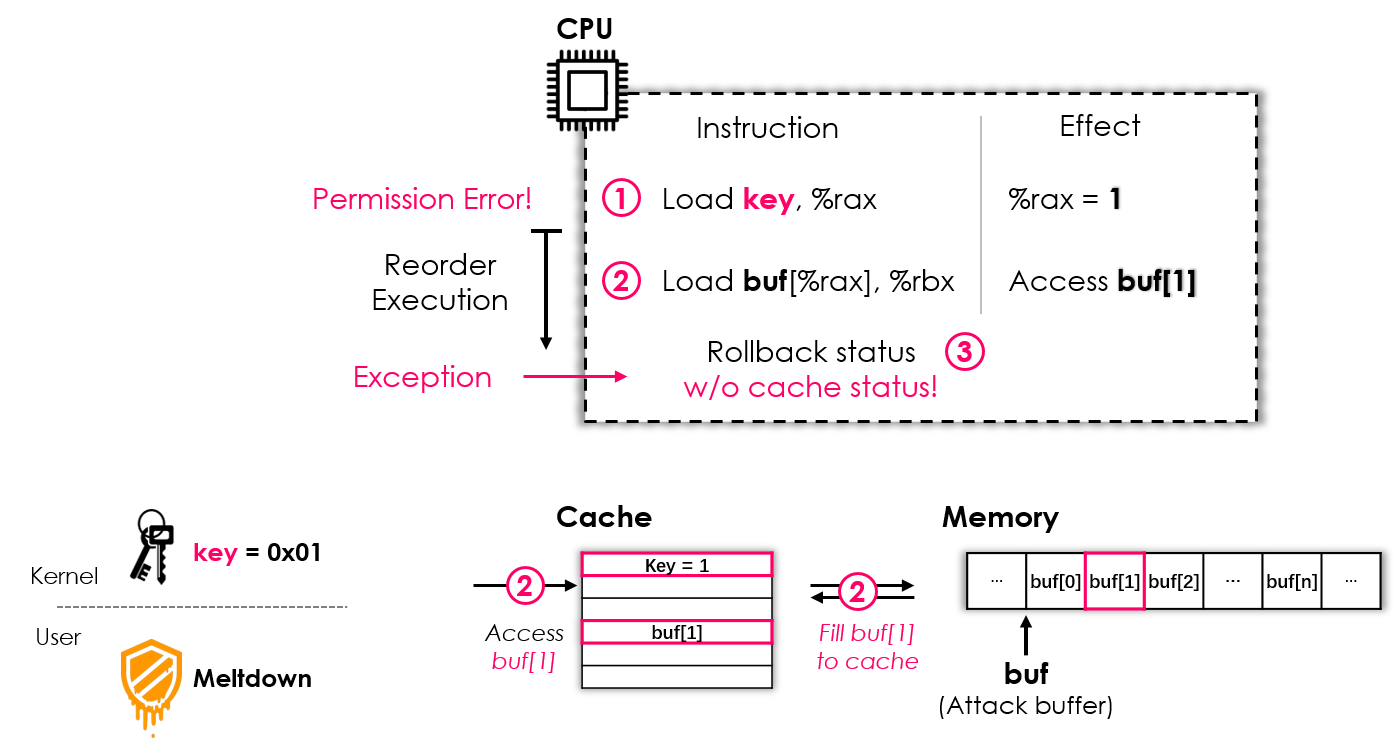 CPU
Instruction
Effect
Permission Error!
1
Load key, %rax
%rax = 1
Reorder
Execution
2
Load buf[%rax], %rbx
Access buf[1]
Rollback status
3
Exception
w/o cache status!
Cache
Memory
key = 0x01
Kernel
User
Meltdown
2
Access
buf[1]
Key = 1
buf[1]
2
Fill buf[1]
to cache
...
buf[0]
buf[1]
buf[2]
...
buf[n]
...
buf
(Attack buffer)